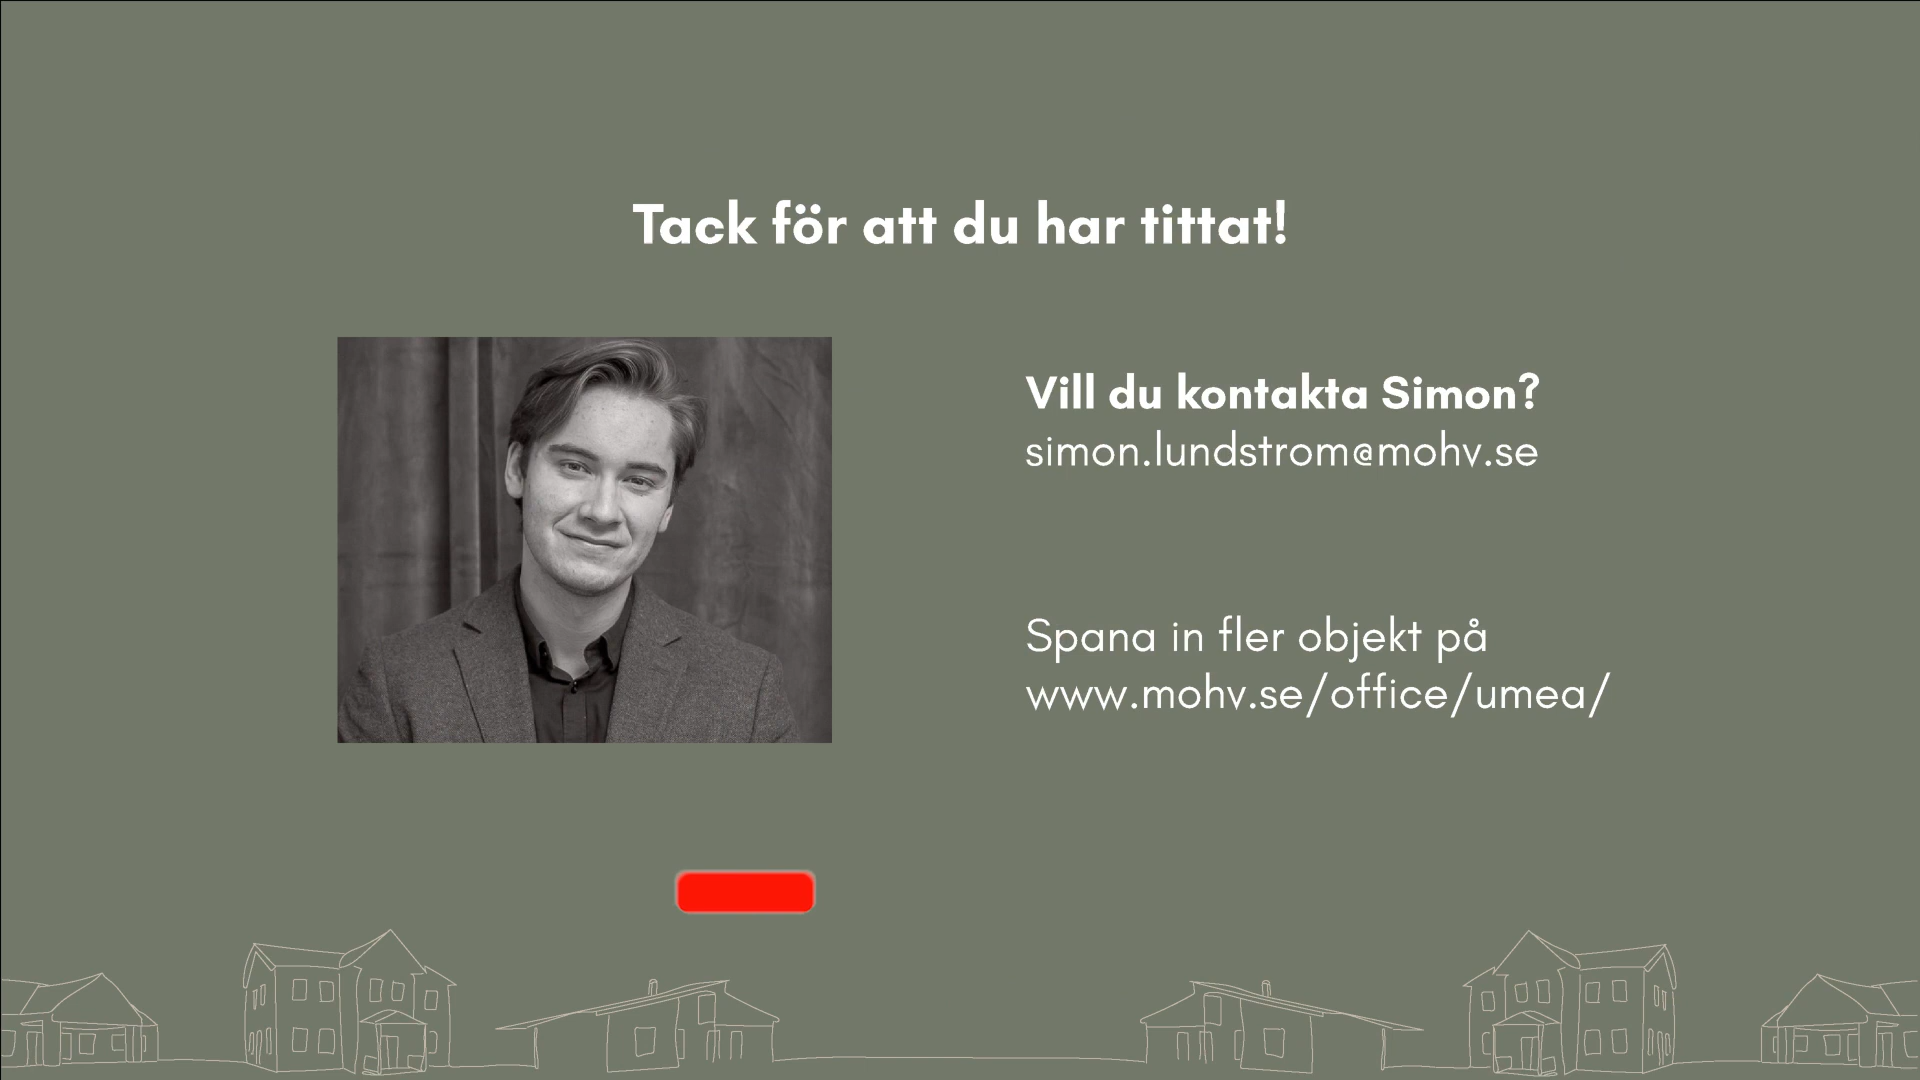 Tack för att du har tittat!
Vill du kontakta Simon?
simon.lundstrom@mohv.se
Spana in fler objekt på
www.mohv.se/office/umea/